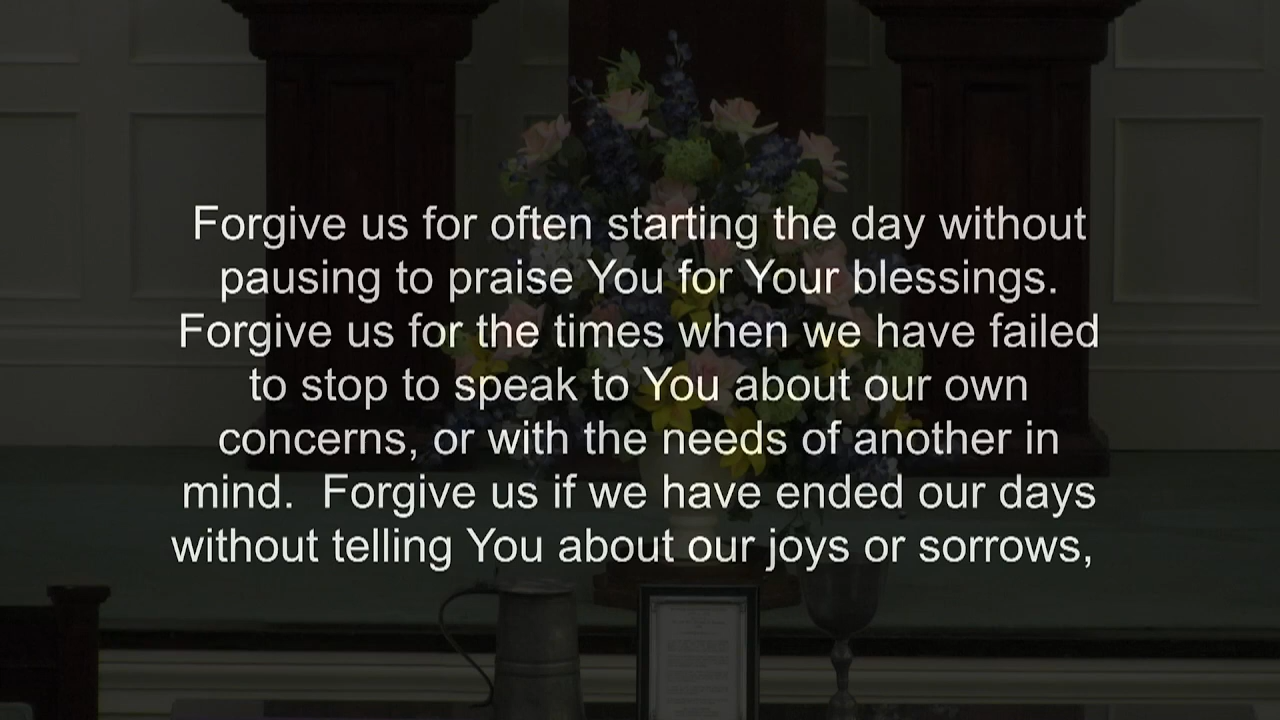 Forgive us for often starting the day without
pausing to praise You for Your blessings.
Forgive us for the times when we have failed
to stop to speak to You about our own
concerns, or with the needs of another in
mind.  Forgive us if we have ended our days
without telling You about our joys or sorrows,